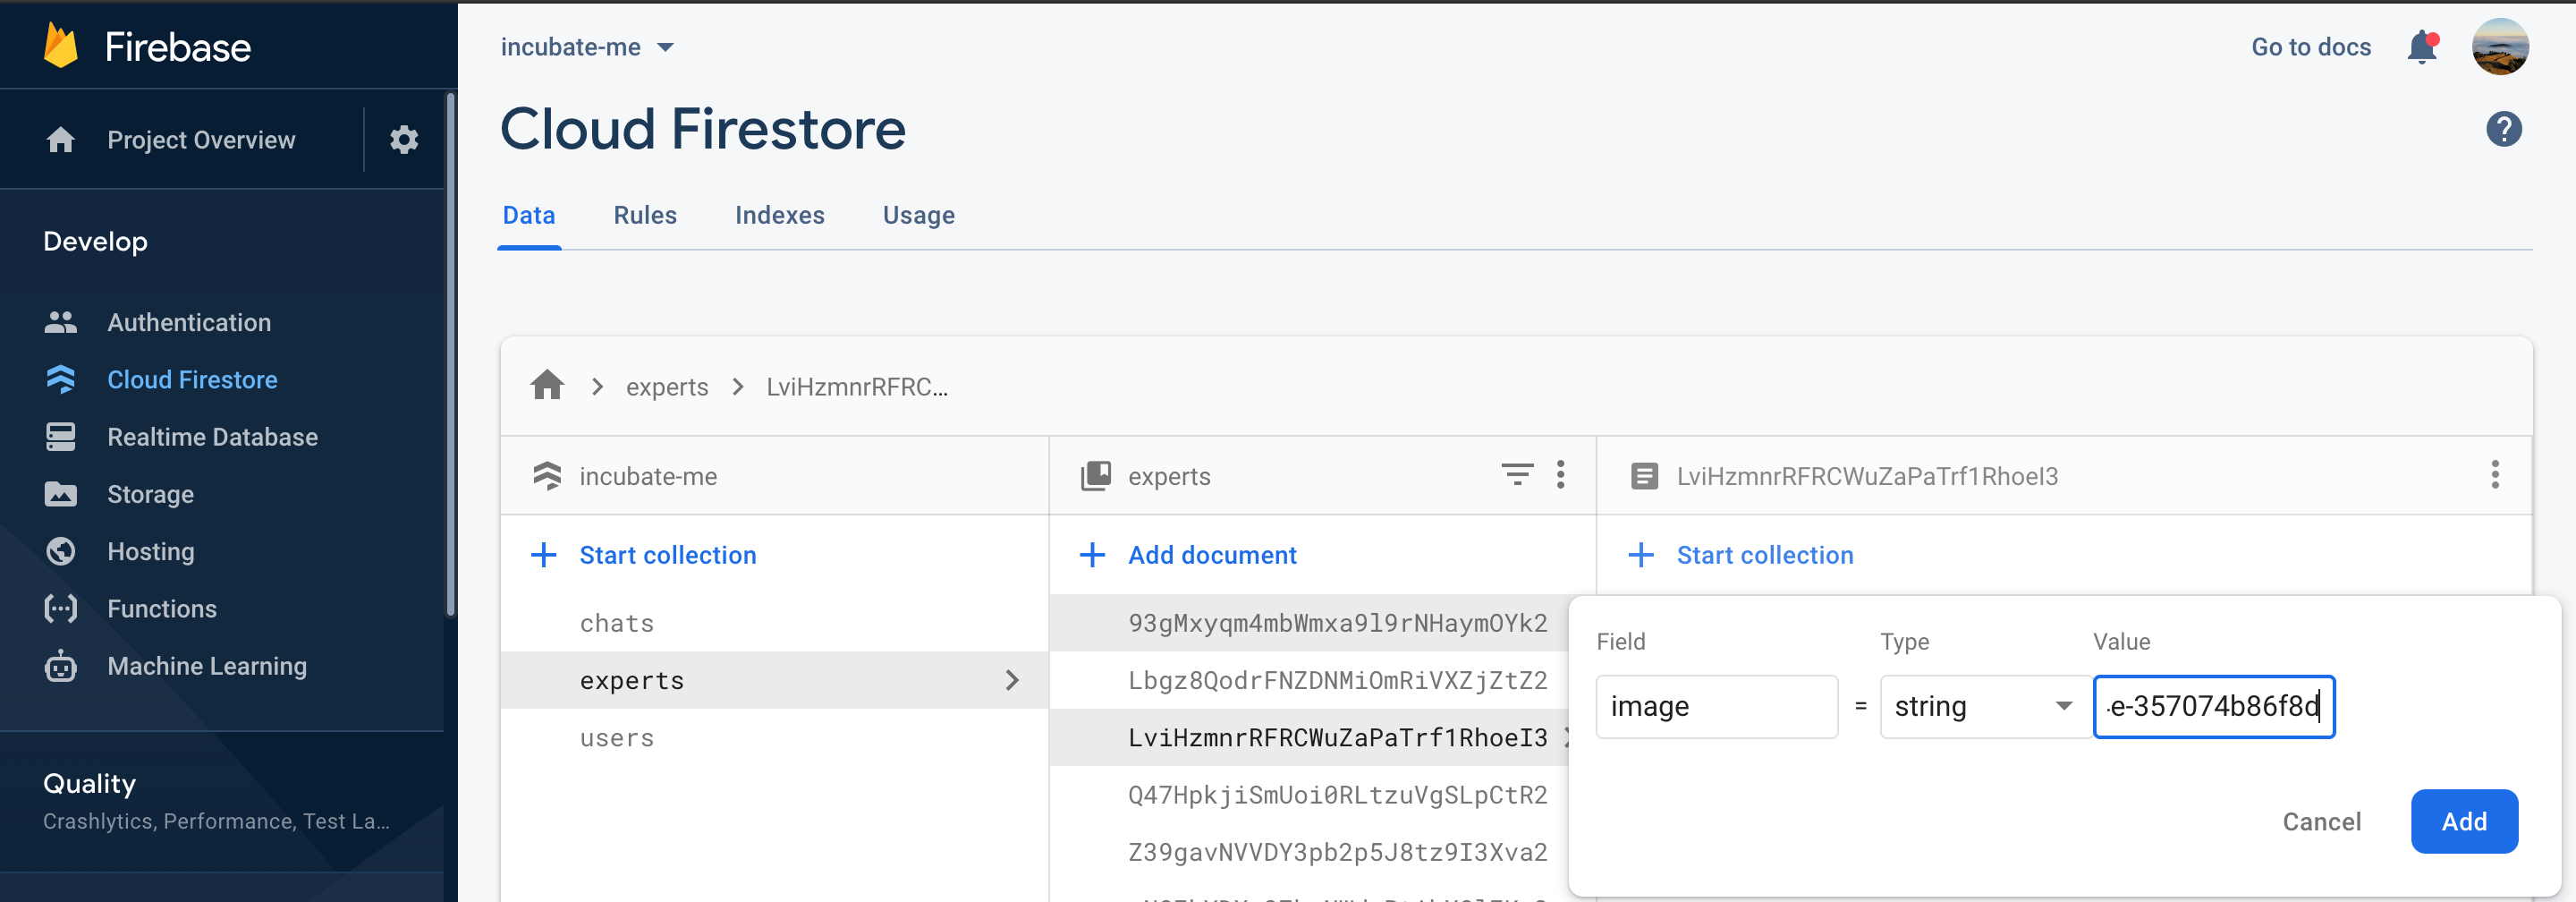 Firebase
Project Overview
Develop
Authentication
Cloud Firestore
Realtime Database
Storage
Hosting
Functions
Machine Learning
Quality
Crashlytics, Performance, Test La...
incubate-me
Go to docs
Cloud Firestore
?
Data Rules Indexes Usage
experts LviHzmnrRFRC...
incubate-me
+ Start collection
chats
experts
users
experts
+ Add document
93gMxyqm4mbWmxa9l9rNHaymOYk2
Lbgz8QodrFNZDNMiOmRiVXZjZtZ2
LviHzmnrRFRCWuZaPaTrf1RhoeI3
Q47HpkjiSmUoi0RLtzuVgSLpCtR2
Z39gavNVVDY3pb2p5J8tz9I3Xva2
LviHzmnrRFRCWuZaPaTrf1RhoeI3
+ Start collection
Field Type Value
image = string e-357074b86f8d
Cancel Add